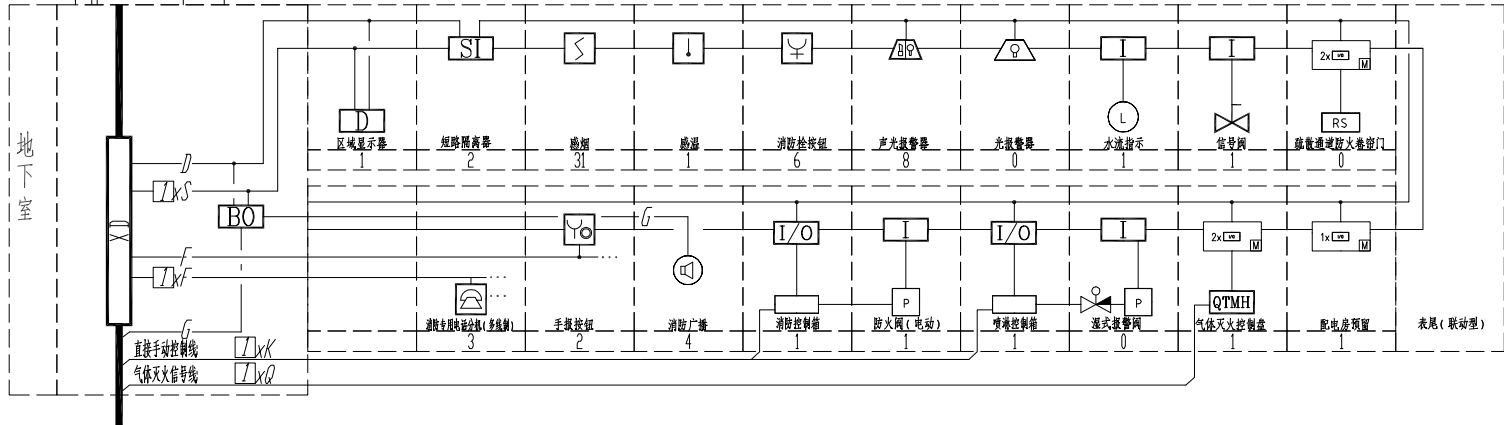 地下室
D
1xS
BO
F
1xF
G
直接手动控制线 1xK
气体灭火信号线 1xQ
D
SI
I
I
2x I/O M
L
RS
区域显示器
短路隔离器
感烟
感温
消防栓按钮
声光报警器
光报警器
水流指示
信号阀
疏散通道防火卷帘门
1
2
31
1
6
8
0
1
1
0
G
I/O
I
I/O
I
2x I/O M
1x I/O M
...
...
...
P
P
QTMH
消防专用电话分机(多线制)
手报按钮
消防广播
消防控制箱
防火阀(电动)
喷淋控制箱
湿式报警阀
气体灭火控制盘
配电房预留
表尾(联动型)
3
2
4
1
1
1
0
1
1